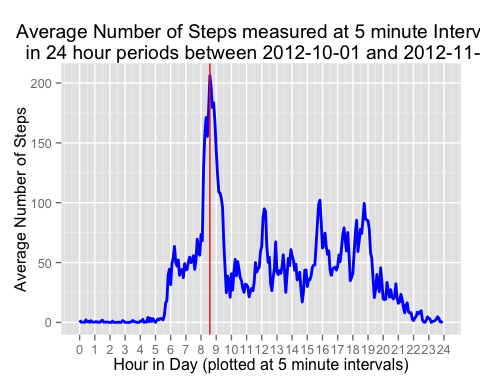 Average Number of Steps measured at 5 minute Interv
in 24 hour periods between 2012-10-01 and 2012-11-
200
150
100
50
0
Average Number of Steps
0 1 2 3 4 5 6 7 8 9 10 11 12 13 14 15 16 17 18 19 20 21 22 23 24
Hour in Day (plotted at 5 minute intervals)